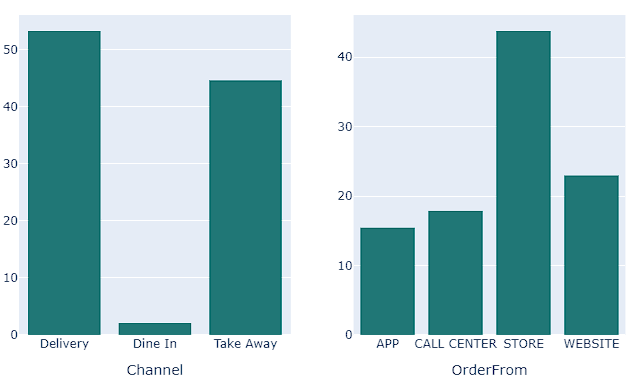 50
40
30
20
10
0
Delivery Dine In Take Away
Channel
40
30
20
10
0
APP CALL CENTER STORE WEBSITE
OrderFrom